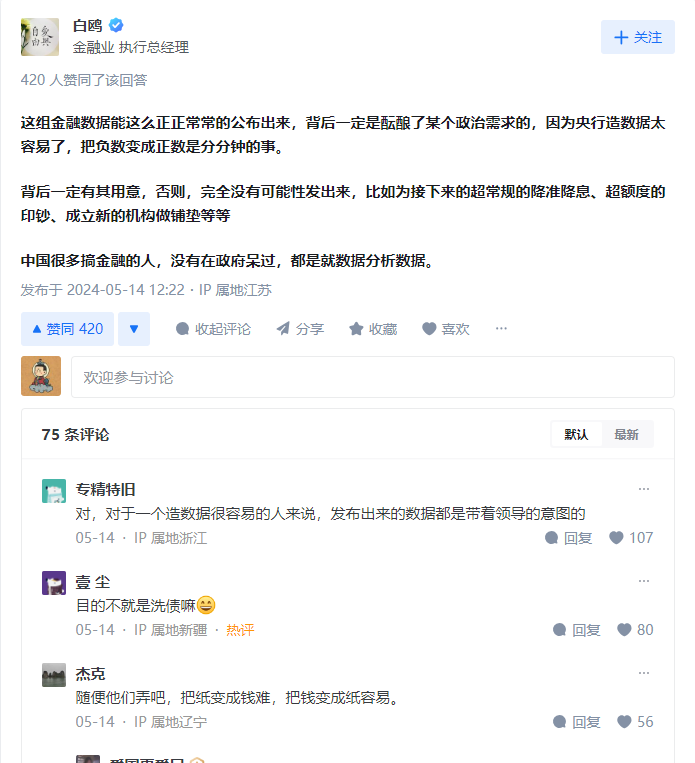 白鸥
金融业 执行总经理
关注
420 人赞同了该回答
这组金融数据能这么正正常常的公布出来，背后一定是酝酿了某个政治需求的，因为央行造数据太
容易了，把负数变成正数是分分钟的事。
背后一定有其用意，否则，完全没有可能性发出来，比如为接下来的超常规的降准降息、超额度的
印钞、成立新的机构做铺垫等等
中国很多搞金融的人，没有在政府呆过，都是就数据分析数据。
发布于 2024-05-14 12:22 · IP 属地江苏
赞同 420 收起评论 分享 收藏 喜欢 ···
欢迎参与讨论
75 条评论 默认 最新
专精特旧 ···
对，对于一个造数据很容易的人来说，发布出来的数据都是带着领导的意图的
05-14 · IP 属地浙江 回复 107
壹 尘 ···
目的不就是洗债嘛😄
05-14 · IP 属地新疆 · 热评 回复 80
杰克 ···
随便他们弄吧，把纸变成钱难，把钱变成纸容易。
05-14 · IP 属地辽宁 回复 56